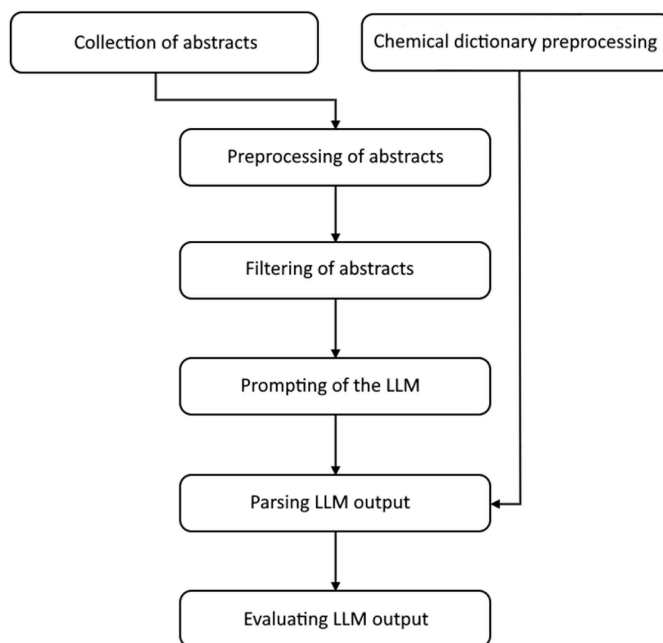 Collection of abstracts
Chemical dictionary preprocessing
Preprocessing of abstracts
Filtering of abstracts
Prompting of the LLM
Parsing LLM output
Evaluating LLM output